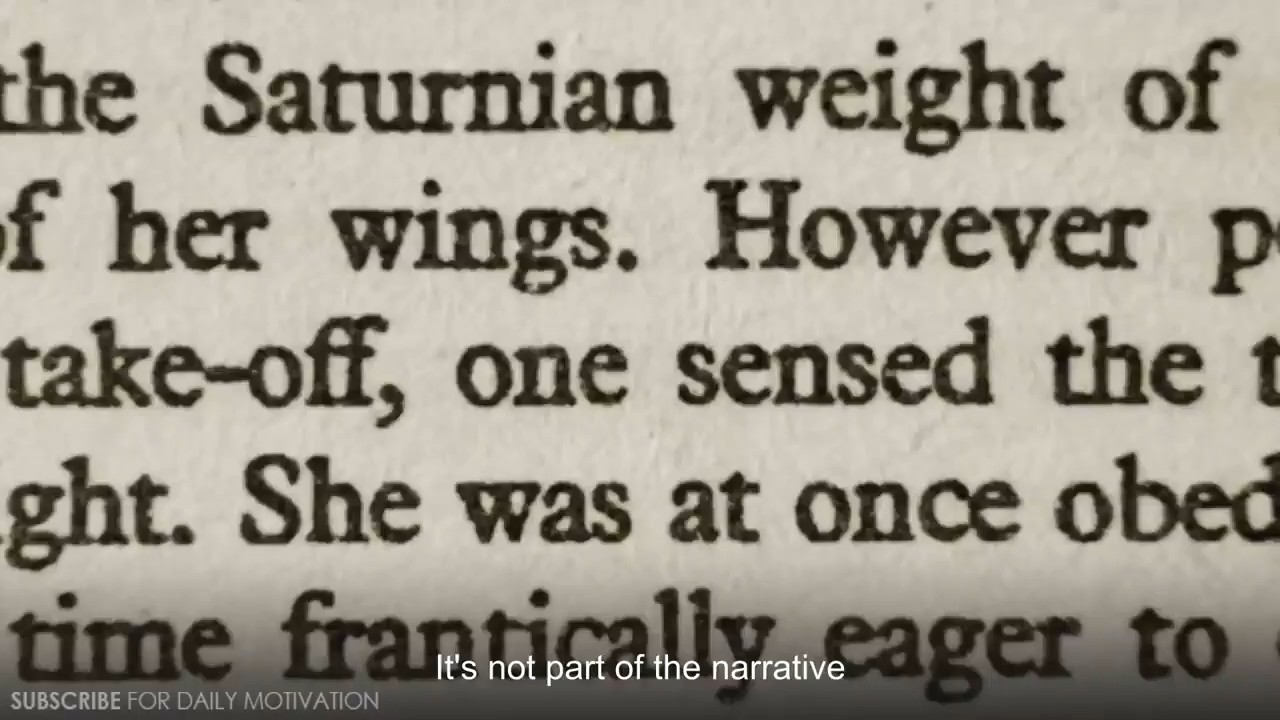 the Saturnian weight of
of her wings. However p
take-off, one sensed the t
ght. She was at once obed
time frantically eager to
It's not part of the narrative
SUBSCRIBE FOR DAILY MOTIVATION